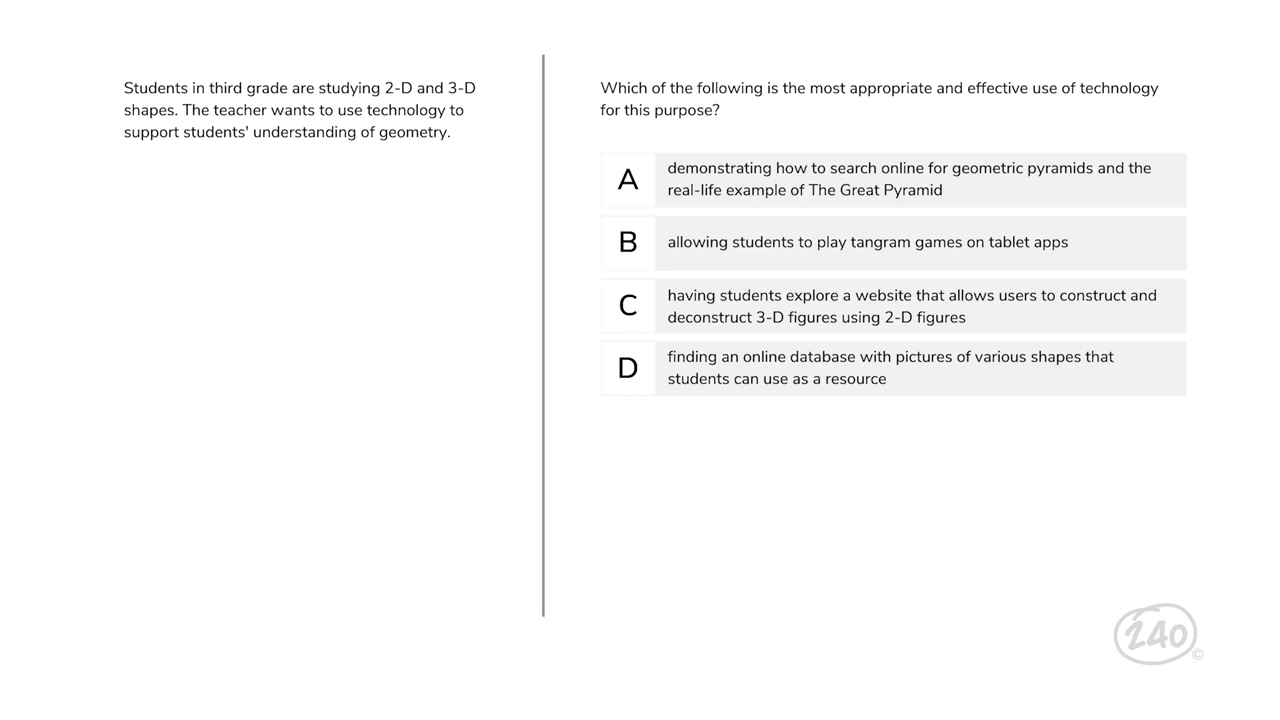 Students in third grade are studying 2-D and 3-D
shapes. The teacher wants to use technology to
support students' understanding of geometry.
Which of the following is the most appropriate and effective use of technology
for this purpose?
A
demonstrating how to search online for geometric pyramids and the
real-life example of The Great Pyramid
B
allowing students to play tangram games on tablet apps
C
having students explore a website that allows users to construct and
deconstruct 3-D figures using 2-D figures
D
finding an online database with pictures of various shapes that
students can use as a resource
240
©